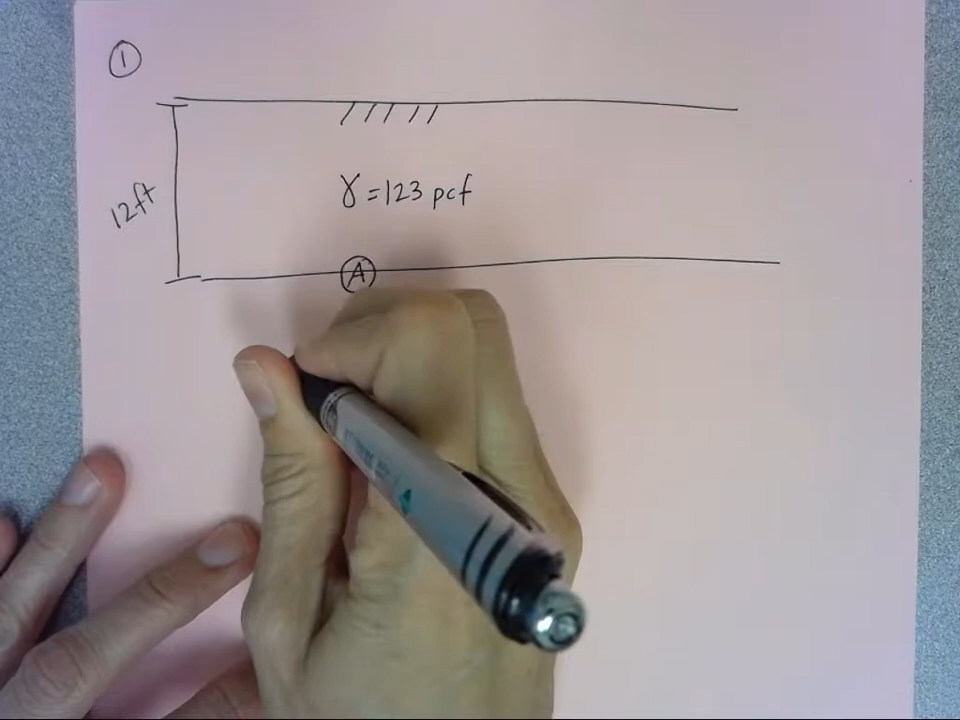 1
12ft
γ = 123 pcf
A